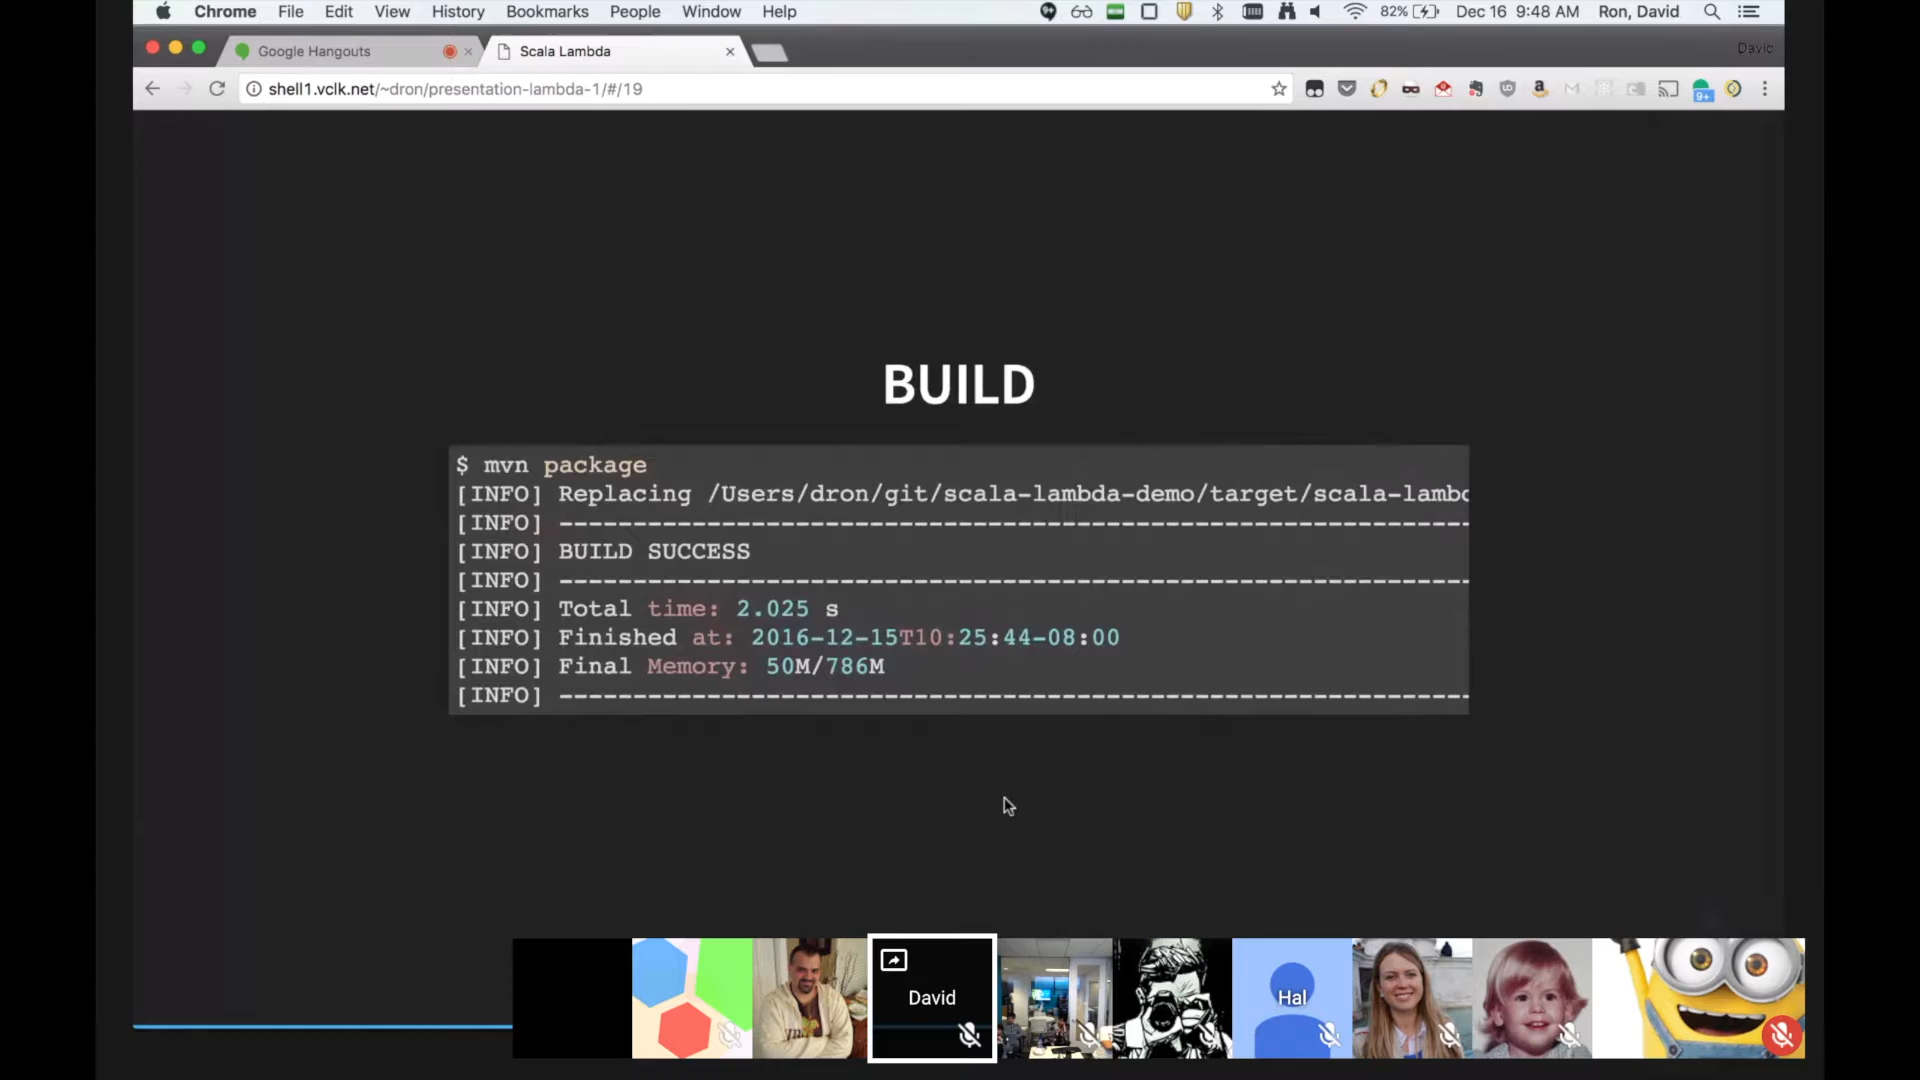 Chrome File Edit View History Bookmarks People Window Help 82% Dec 16 9:48 AM Ron, David
Google Hangouts Scala Lambda David
shell1.vclk.net/~dron/presentation-lambda-1/#/19
9+
BUILD
$ mvn package
[INFO] Replacing /Users/dron/git/scala-lambda-demo/target/scala-lambd
[INFO] --------------------------------------------------------------
[INFO] BUILD SUCCESS
[INFO] --------------------------------------------------------------
[INFO] Total time: 2.025 s
[INFO] Finished at: 2016-12-15T10:25:44-08:00
[INFO] Final Memory: 50M/786M
[INFO] --------------------------------------------------------------
David
Hal